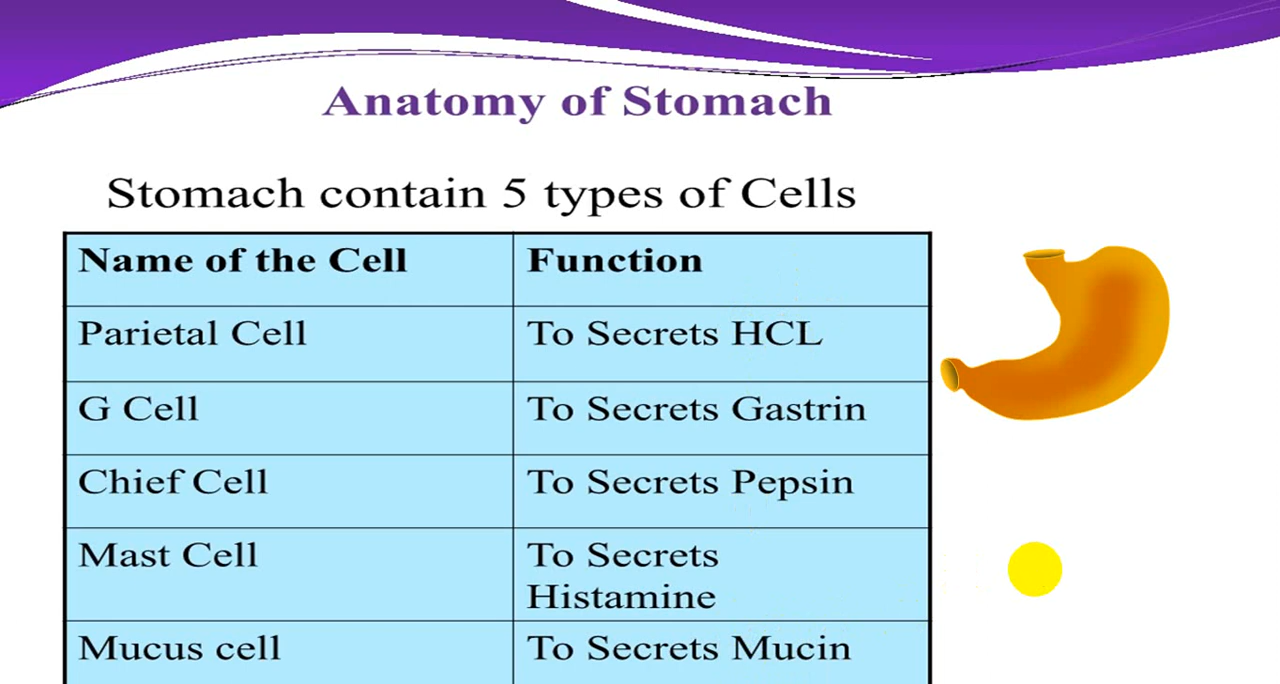 Anatomy of Stomach
Stomach contain 5 types of Cells
Name of the Cell Function
Parietal Cell To Secrets HCL
G Cell To Secrets Gastrin
Chief Cell To Secrets Pepsin
Mast Cell To Secrets
Histamine
Mucus cell To Secrets Mucin